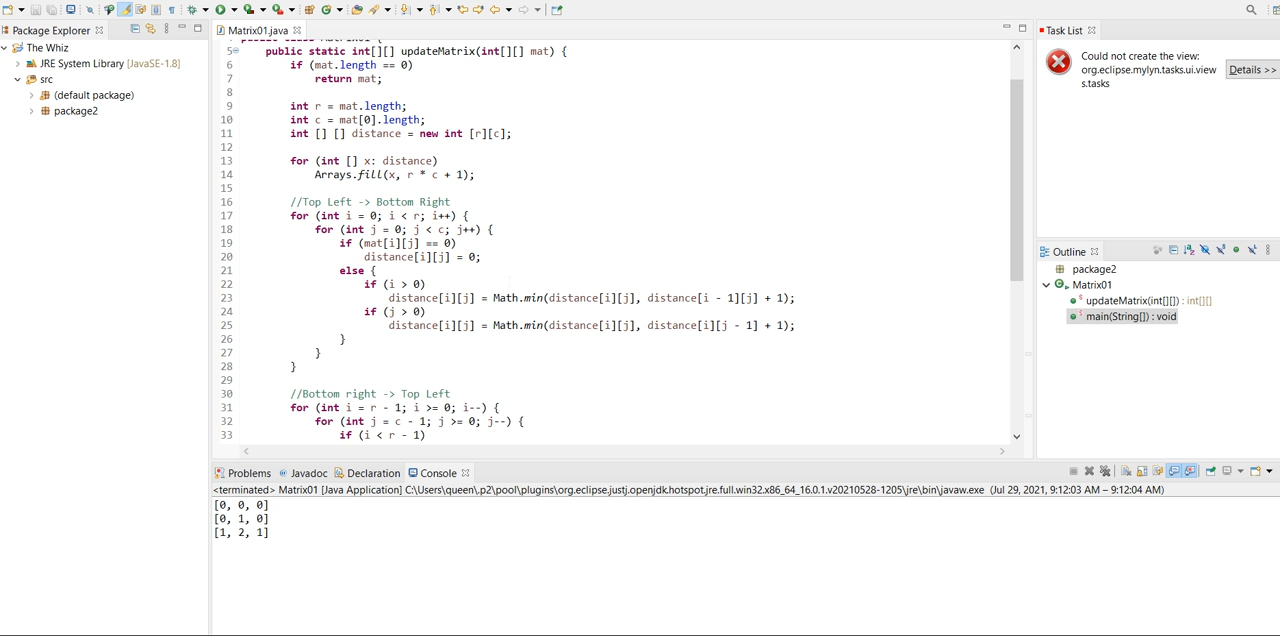 Package Explorer
The Whiz
JRE System Library [JavaSE-1.8]
src
(default package)
package2
Matrix01.java
5 public static int[][] updateMatrix(int[][] mat) {
6 if (mat.length == 0)
7 return mat;
8
9 int r = mat.length;
10 int c = mat[0].length;
11 int [] [] distance = new int [r][c];
12
13 for (int [] x: distance)
14 Arrays.fill(x, r * c + 1);
15
16 //Top Left -> Bottom Right
17 for (int i = 0; i < r; i++) {
18 for (int j = 0; j < c; j++) {
19 if (mat[i][j] == 0)
20 distance[i][j] = 0;
21 else {
22 if (i > 0)
23 distance[i][j] = Math.min(distance[i][j], distance[i - 1][j] + 1);
24 if (j > 0)
25 distance[i][j] = Math.min(distance[i][j], distance[i][j - 1] + 1);
26 }
27 }
28 }
29
30 //Bottom right -> Top Left
31 for (int i = r - 1; i >= 0; i--) {
32 for (int j = c - 1; j >= 0; j--) {
33 if (i < r - 1)
Task List
Could not create the view:
org.eclipse.mylyn.tasks.ui.view
s.tasks
Details >>
Outline
package2
Matrix01
updateMatrix(int[][]) : int[][]
main(String[]) : void
Problems Javadoc Declaration Console
<terminated> Matrix01 [Java Application] C:\Users\queen\.p2\pool\plugins\org.eclipse.justj.openjdk.hotspot.jre.full.win32.x86_64_16.0.1.v20210528-1205\jre\bin\javaw.exe (Jul 29, 2021, 9:12:03 AM – 9:12:04 AM)
[0, 0, 0]
[0, 1, 0]
[1, 2, 1]